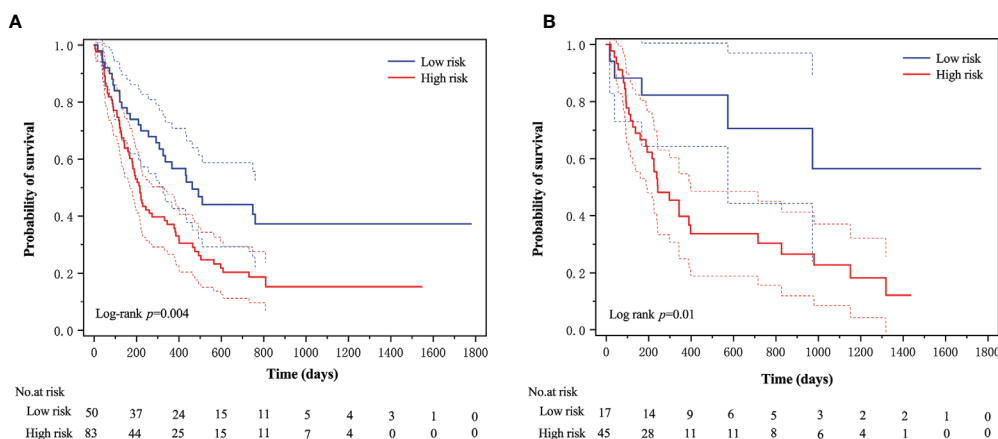 A
Probability of survival
1.0
0.8
0.6
0.4
0.2
0.0
Low risk
High risk
Log-rank p=0.004
0 200 400 600 800 1000 1200 1400 1600 1800
Time (days)
No.at risk
Low risk 50 37 24 15 11 5 4 3 1 0
High risk 83 44 25 15 11 7 4 0 0 0
B
Probability of survival
1.0
0.8
0.6
0.4
0.2
0.0
Low risk
High risk
Log rank p=0.01
0 200 400 600 800 1000 1200 1400 1600 1800
Time (days)
No.at risk
Low risk 17 14 9 6 5 3 2 2 1 0
High risk 45 28 11 11 8 6 4 1 0 0